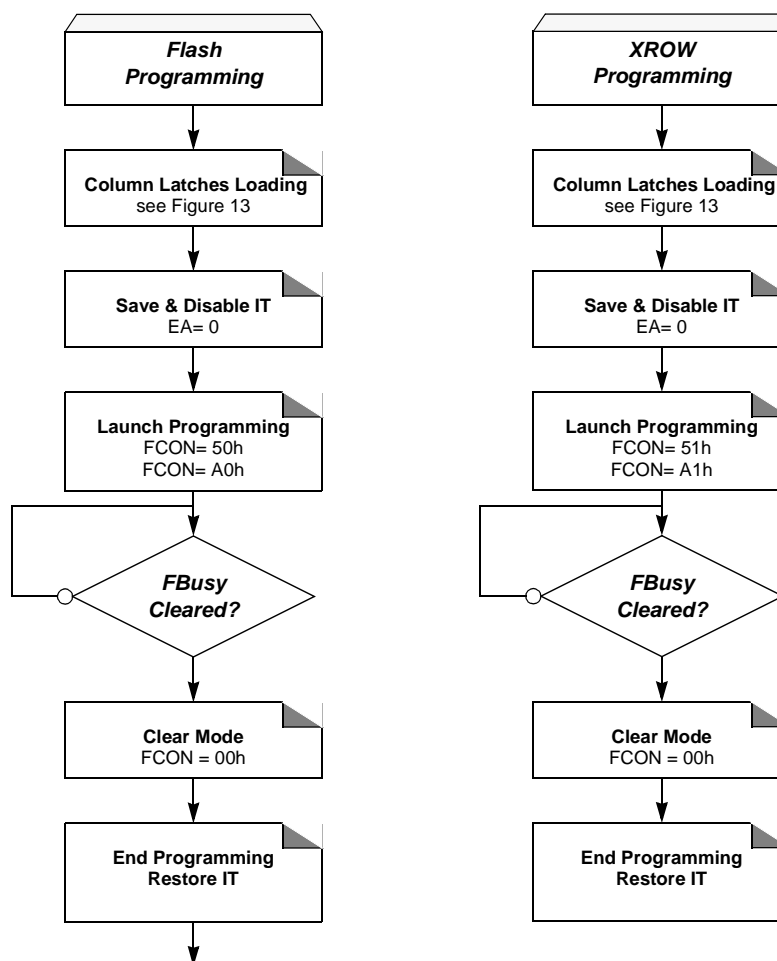 Flash
Programming
Column Latches Loading
see Figure 13
Save & Disable IT
EA= 0
Launch Programming
FCON= 50h
FCON= A0h
FBusy
Cleared?
Clear Mode
FCON = 00h
End Programming
Restore IT
XROW
Programming
Column Latches Loading
see Figure 13
Save & Disable IT
EA= 0
Launch Programming
FCON= 51h
FCON= A1h
FBusy
Cleared?
Clear Mode
FCON = 00h
End Programming
Restore IT